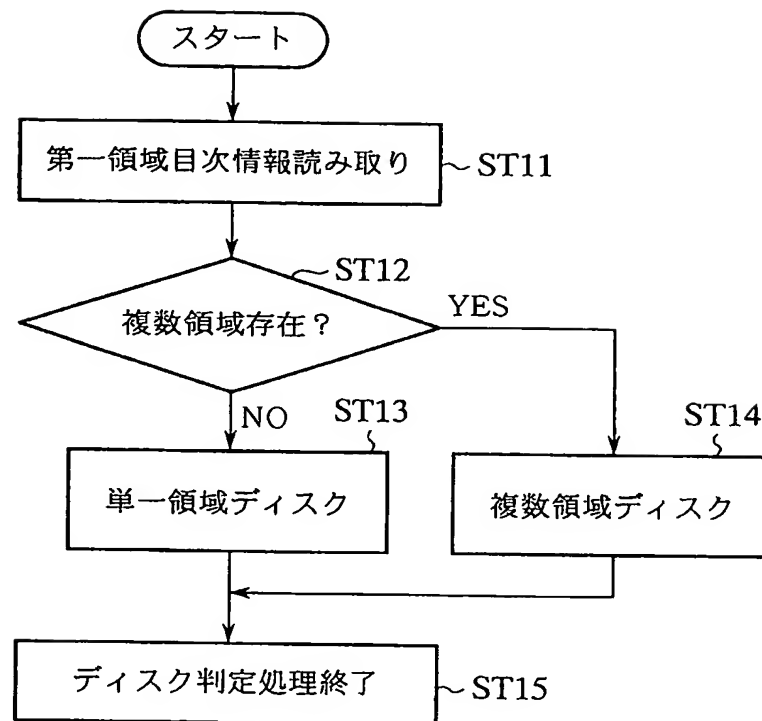 スタート
第一領域目次情報読み取り
ST11
ST12
複数領域存在？
YES
NO
ST13
単一領域ディスク
ST14
複数領域ディスク
ディスク判定処理終了
ST15